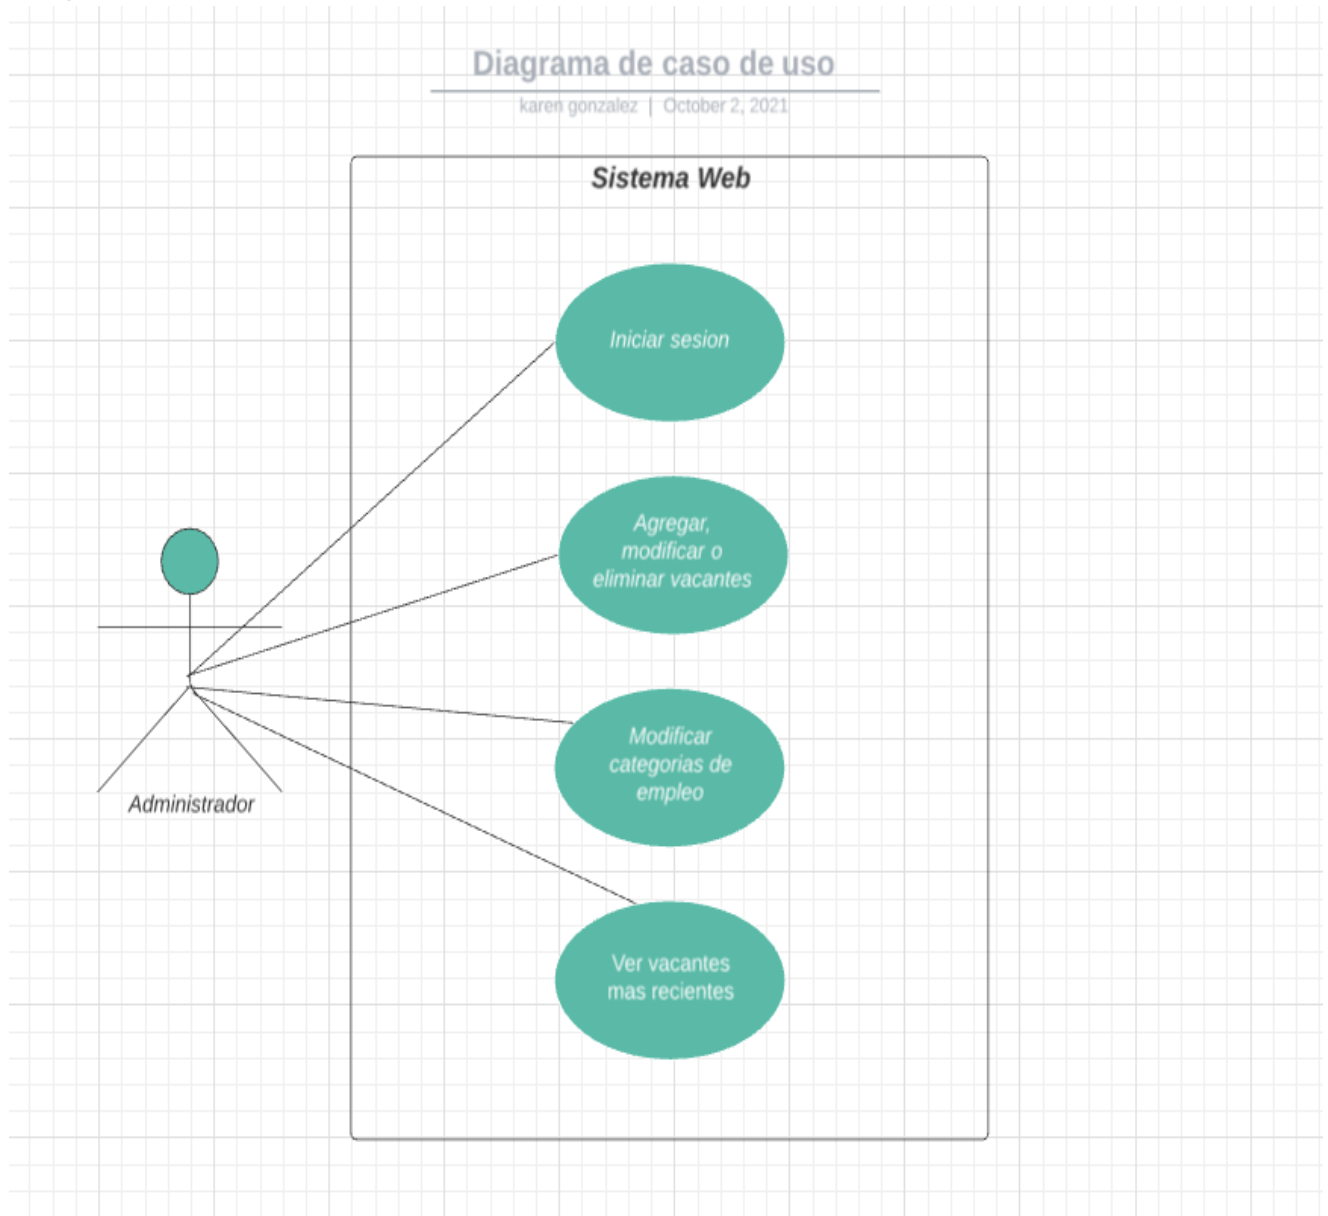 Diagrama de caso de uso
karen gonzalez | October 2, 2021
Sistema Web
Iniciar sesion
Agregar,
modificar o
eliminar vacantes
Modificar
categorias de
empleo
Administrador
Ver vacantes
mas recientes